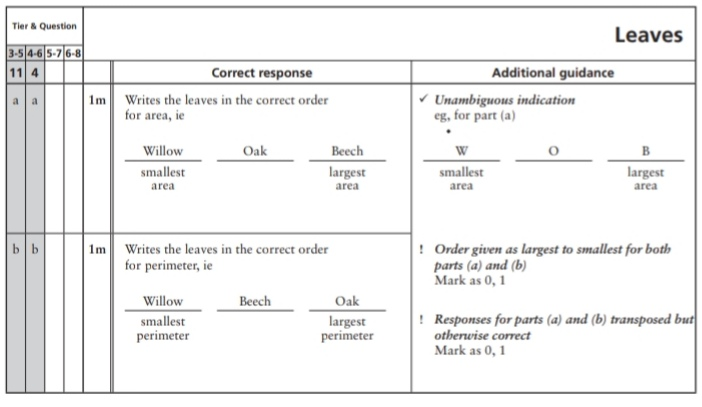 Tier & Question
Leaves
3-5 4-6 5-7 6-8
11 4
Correct response
Additional guidance
a a
1m
Writes the leaves in the correct order
for area, ie
Willow Oak Beech
smallest largest
area area
✓ Unambiguous indication
eg, for part (a)
•
W O B
smallest largest
area area
b b
1m
Writes the leaves in the correct order
for perimeter, ie
Willow Beech Oak
smallest largest
perimeter perimeter
! Order given as largest to smallest for both
parts (a) and (b)
Mark as 0, 1
! Responses for parts (a) and (b) transposed but
otherwise correct
Mark as 0, 1